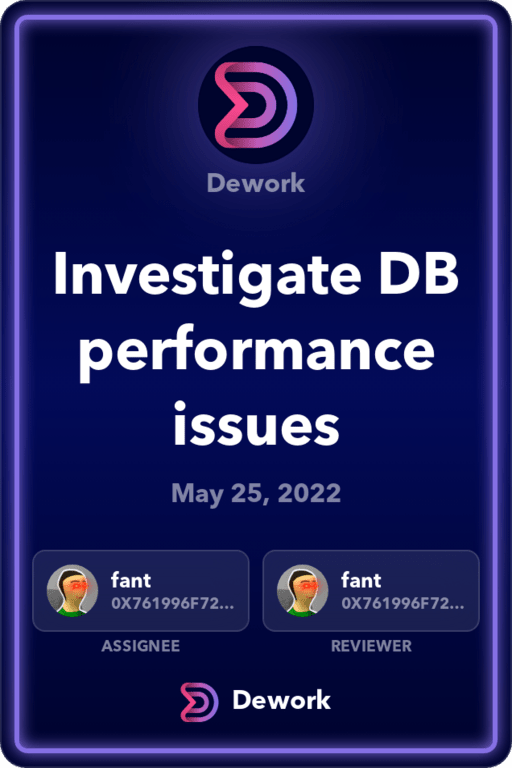 Dework
Investigate DB
performance
issues
May 25, 2022
fant
0X761996F72...
ASSIGNEE
fant
0X761996F72...
REVIEWER
Dework